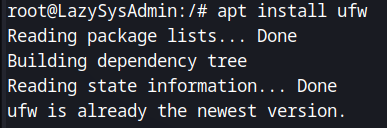 root@LazySysAdmin:/# apt install ufw
Reading package lists... Done
Building dependency tree
Reading state information... Done
ufw is already the newest version.